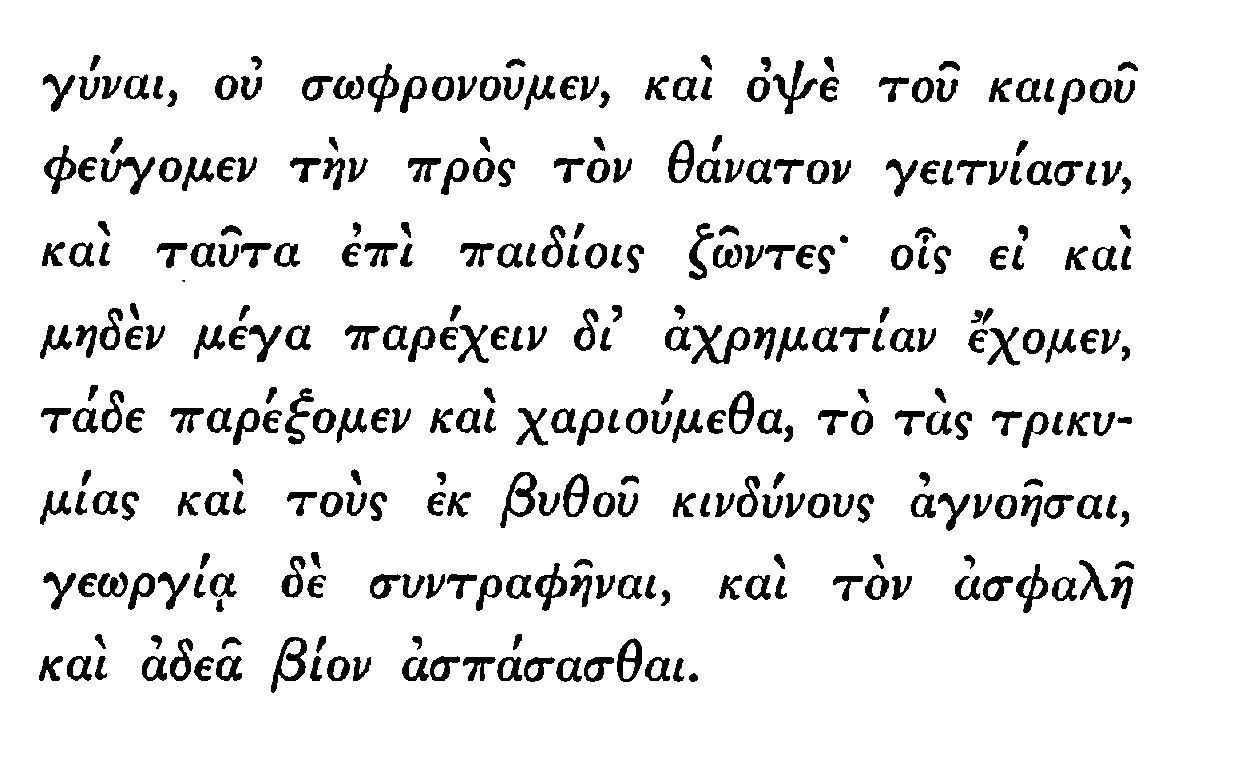 γύναι, οὐ σωφρονοῦμεν, καὶ ὀψὲ τοῦ καιροῦ
φεύγομεν τὴν πρὸς τὸν θάνατον γειτνίασιν,
καὶ ταῦτα ἐπὶ παιδίοις ζῶντες· οἷς εἰ καὶ
μηδὲν μέγα παρέχειν δι’ ἀχρηματίαν ἔχομεν,
τάδε παρέξομεν καὶ χαριούμεθα, τὸ τὰς τρικυ-
μίας καὶ τοὺς ἐκ βυθοῦ κινδύνους ἀγνοῆσαι,
γεωργίᾳ δὲ συντραφῆναι, καὶ τὸν ἀσφαλῆ
καὶ ἀδεᾶ βίον ἀσπάσασθαι.